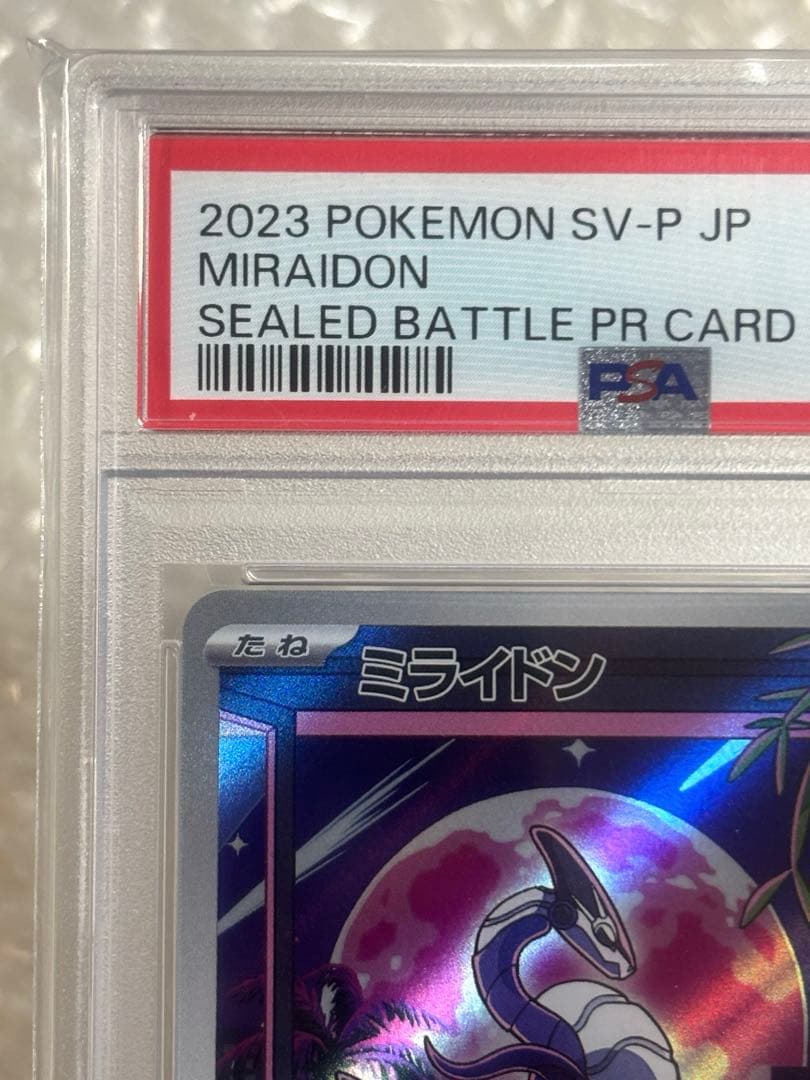 2023 POKEMON SV-P JP
MIRAIDON
SEALED BATTLE PR CARD
PSA
たね
ミライドン